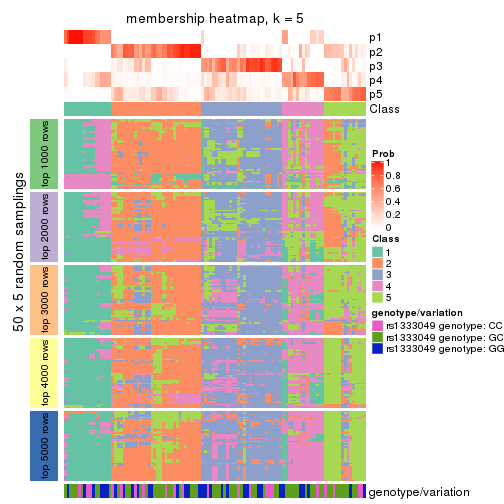 membership heatmap, k = 5
p1
p2
p3
p4
p5
Class
50 x 5 random samplings
top 1000 rows
top 2000 rows
top 3000 rows
top 4000 rows
top 5000 rows
Prob
1
0.8
0.6
0.4
0.2
0
Class
1
2
3
4
5
genotype/variation
rs1333049 genotype: CC
rs1333049 genotype: GC
rs1333049 genotype: GG
genotype/variation